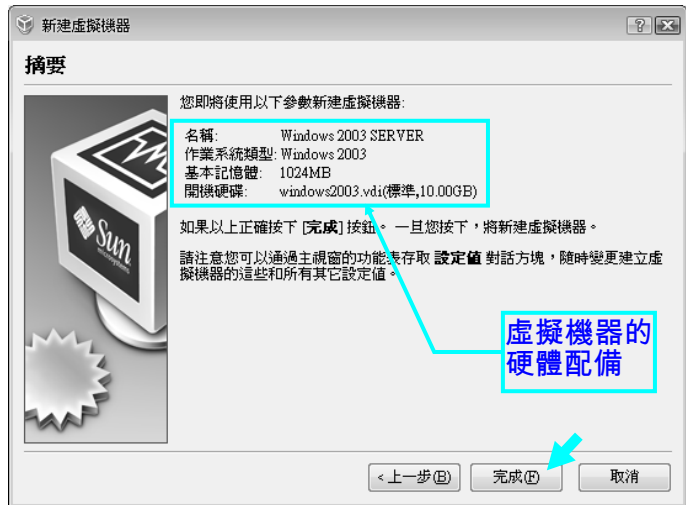 新建虛擬機器
摘要
您即將使用以下參數新建虛擬機器:
名稱: Windows 2003 SERVER
作業系統類型: Windows 2003
基本記憶體: 1024MB
開機硬碟: windows2003.vdi(標準,10.00GB)
如果以上正確按下 [完成] 按鈕。 一旦您按下,將新建虛擬機器。
請注意您可以通過主視窗的功能表存取 設定值 對話方塊,隨時變更建立虛
擬機器的這些和所有其它設定值。
Sun
microsystems
虛擬機器的
硬體配備
<上一步(B)
完成(F)
取消